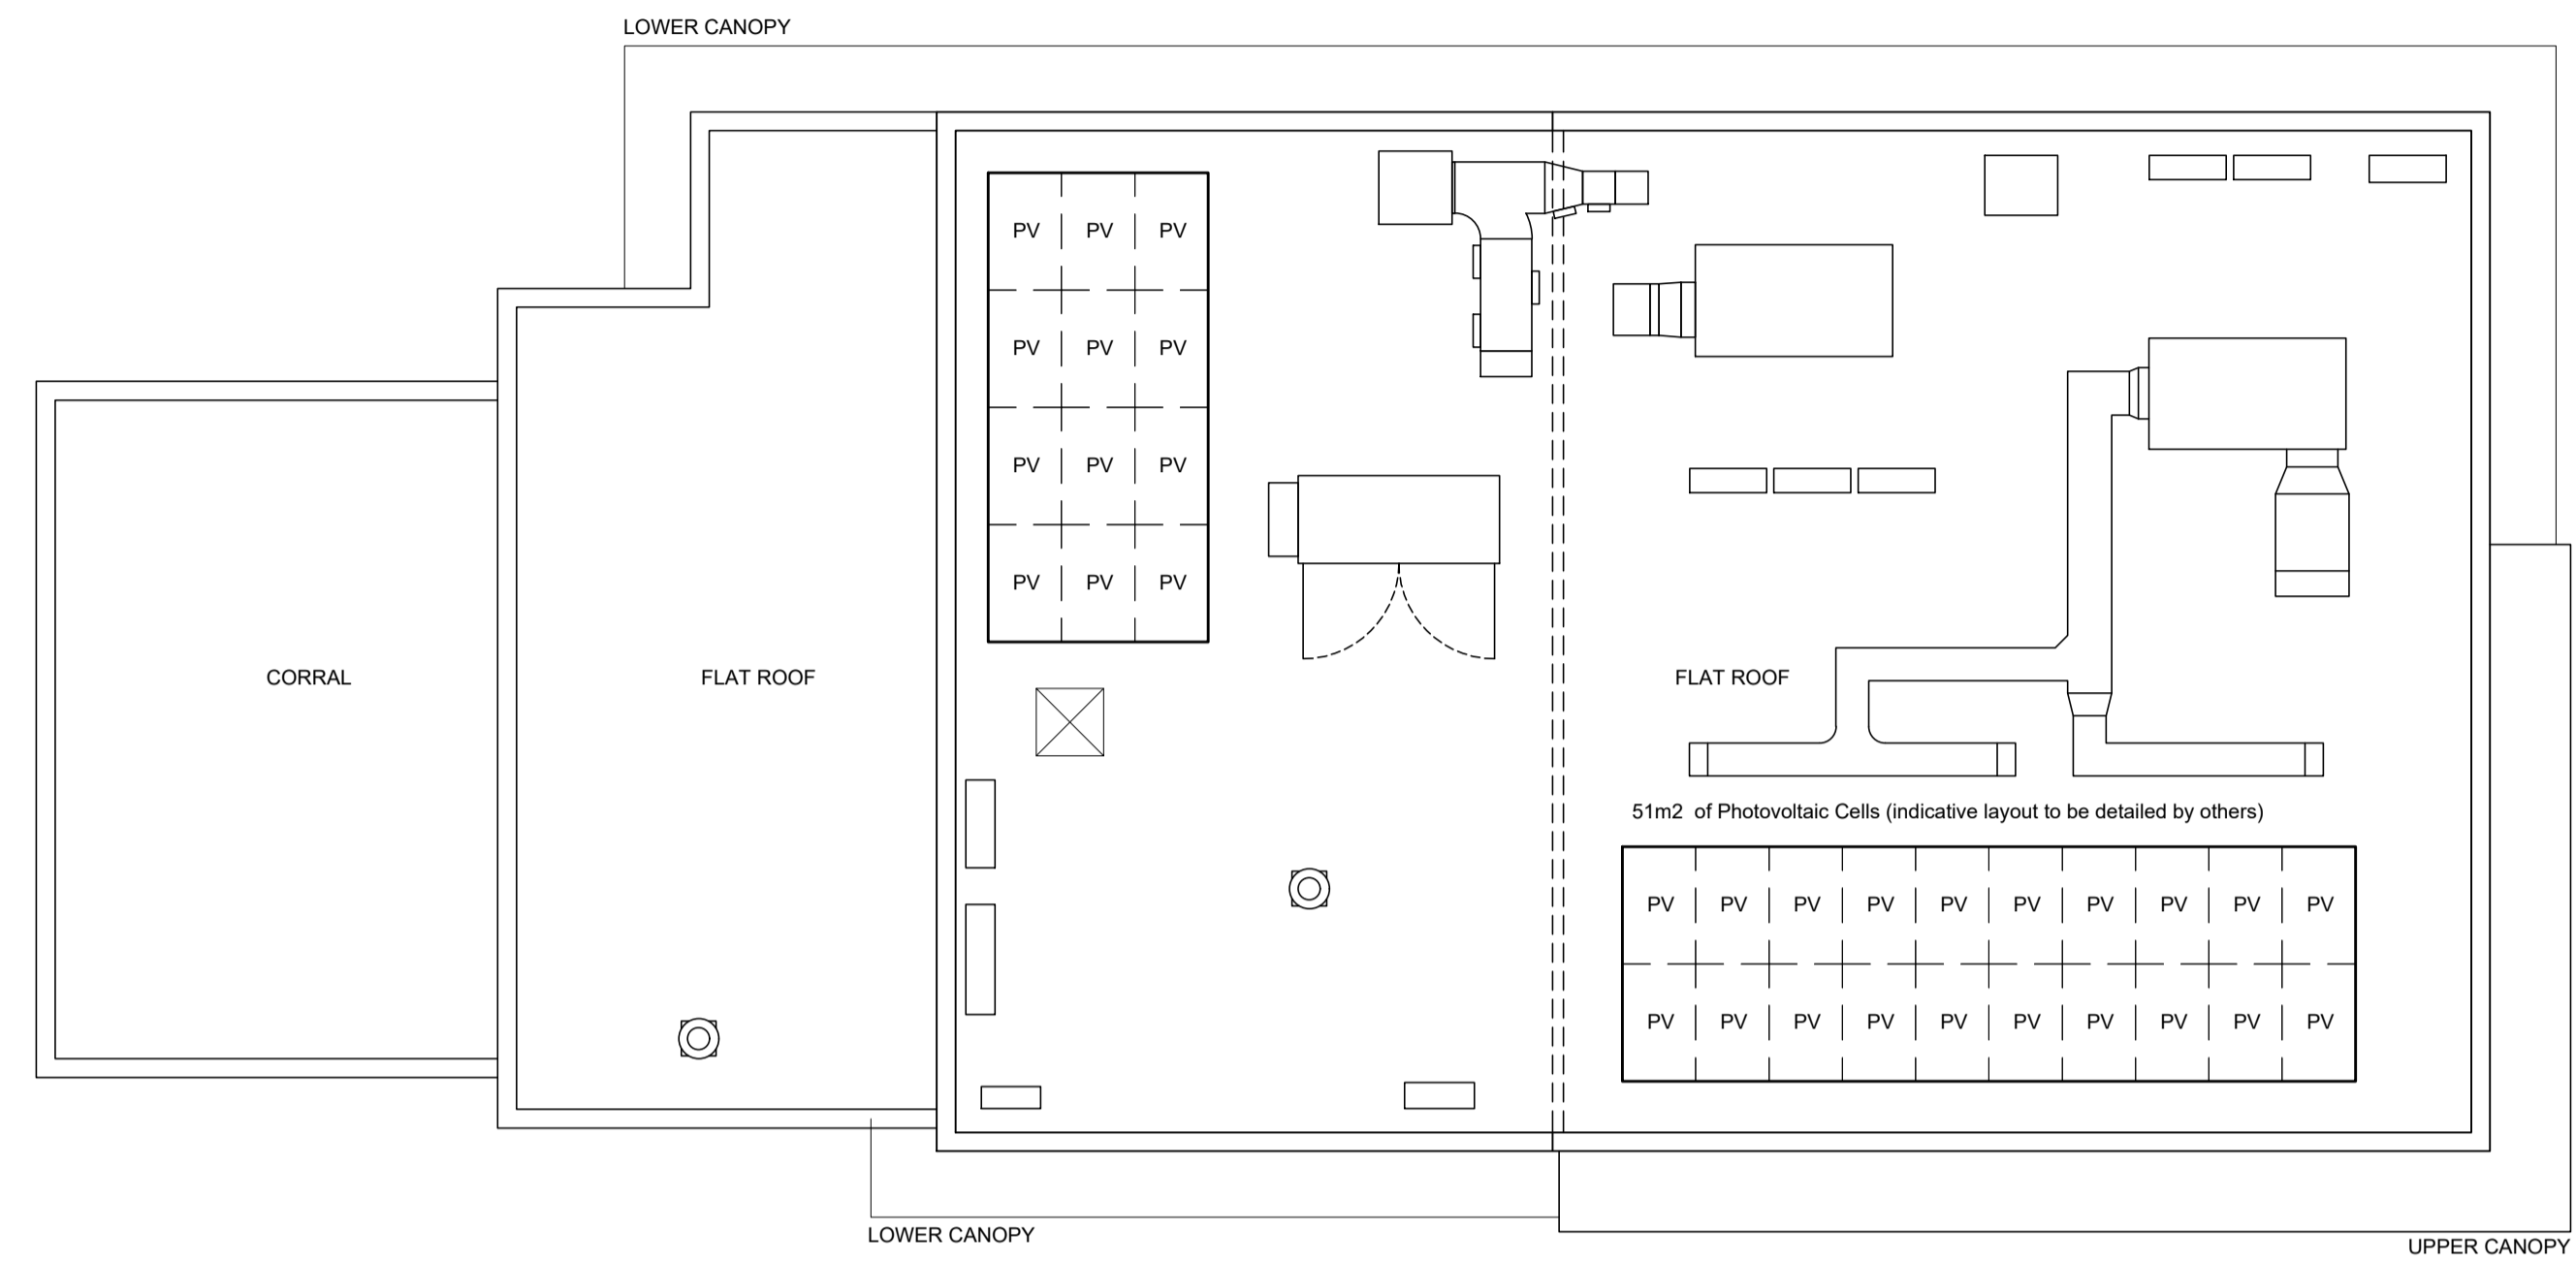 LOWER CANOPY
PV PV PV
PV PV PV
PV PV PV
PV PV PV
CORRAL
FLAT ROOF
FLAT ROOF
51m2  of Photovoltaic Cells (indicative layout to be detailed by others)
PV PV PV PV PV PV PV PV PV PV
PV PV PV PV PV PV PV PV PV PV
LOWER CANOPY
UPPER CANOPY